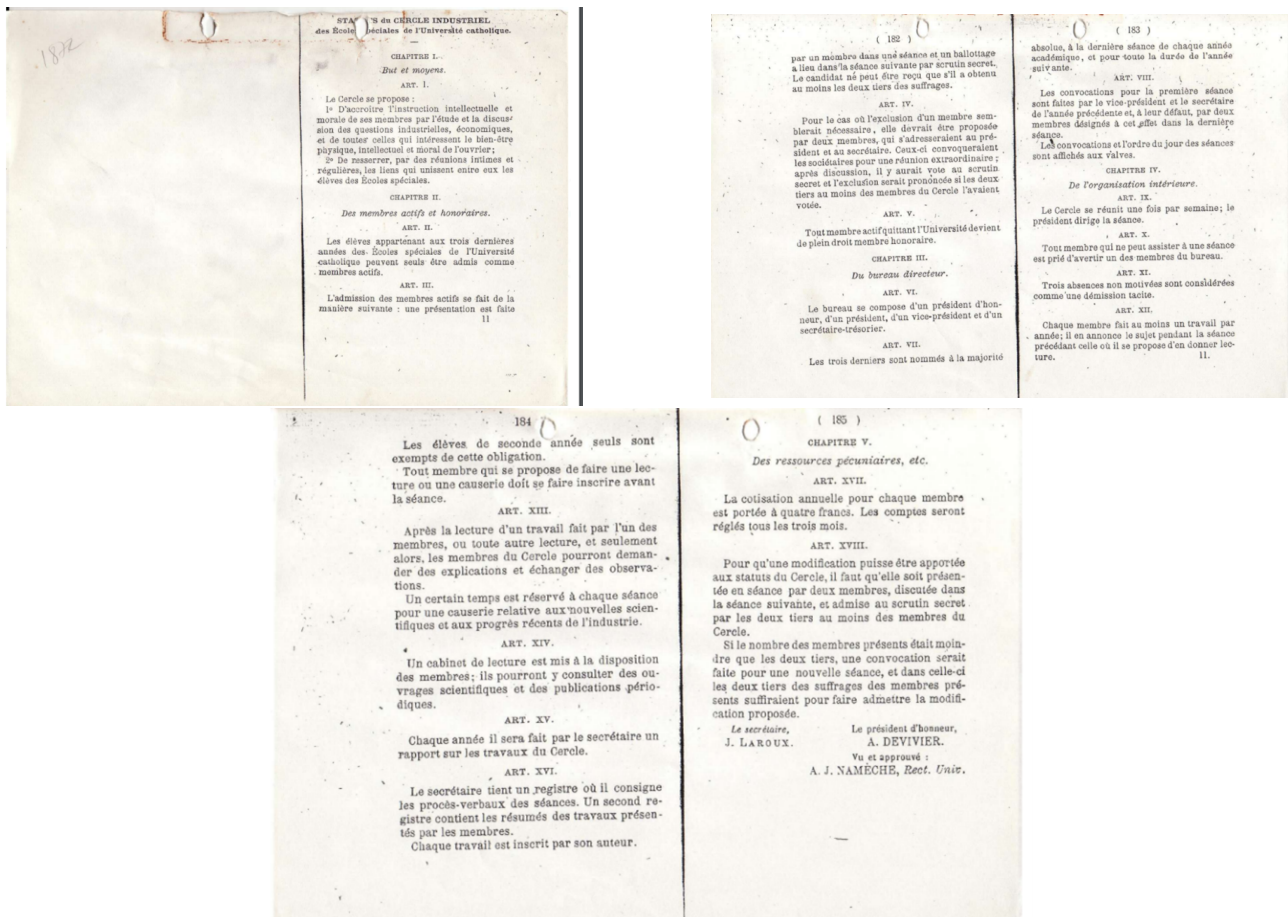 1872
STATUTS du CERCLE INDUSTRIEL
des Écoles spéciales de l'Université catholique.
CHAPITRE I.
But et moyens.
ART. I.
Le Cercle se propose :
1º D'accroître l'instruction intellectuelle et
morale de ses membres par l'étude et la discus-
sion des questions industrielles, économiques,
et de toutes celles qui intéressent le bien-être
physique, intellectuel et moral de l'ouvrier;
2º De resserrer, par des réunions intimes et
régulières, les liens qui unissent entre eux les
élèves des Écoles spéciales.
CHAPITRE II.
Des membres actifs et honoraires.
ART. II.
Les élèves appartenant aux trois dernières
années des Écoles spéciales de l'Université
catholique peuvent seuls être admis comme
membres actifs.
ART. III.
L'admission des membres actifs se fait de la
manière suivante : une présentation est faite
11
( 182 )
par un membre dans une séance et un ballottage
a lieu dans la séance suivante par scrutin secret.
Le candidat ne peut être reçu que s'il a obtenu
au moins les deux tiers des suffrages.
ART. IV.
Pour le cas où l'exclusion d'un membre sem-
blerait nécessaire, elle devrait être proposée
par deux membres, qui s'adresseraient au pré-
sident et au secrétaire. Ceux-ci convoqueraient
les sociétaires pour une réunion extraordinaire ;
après discussion, il y aurait vote au scrutin
secret et l'exclusion serait prononcée si les deux
tiers au moins des membres du Cercle l'avaient
votée.
ART. V.
Tout membre actif quittant l'Université devient
de plein droit membre honoraire.
CHAPITRE III.
Du bureau directeur.
ART. VI.
Le bureau se compose d'un président d'hon-
neur, d'un président, d'un vice-président et d'un
secrétaire-trésorier.
ART. VII.
Les trois derniers sont nommés à la majorité
( 183 )
absolue, à la dernière séance de chaque année
académique, et pour toute la durée de l'année
suivante.
ART. VIII.
Les convocations pour la première séance
sont faites par le vice-président et le secrétaire
de l'année précédente et, à leur défaut, par deux
membres désignés à cet effet dans la dernière
séance.
Les convocations et l'ordre du jour des séances
sont affichés aux valves.
CHAPITRE IV.
De l'organisation intérieure.
ART. IX.
Le Cercle se réunit une fois par semaine; le
président dirige la séance.
ART. X.
Tout membre qui ne peut assister à une séance
est prié d'avertir un des membres du bureau.
ART. XI.
Trois absences non motivées sont considérées
comme une démission tacite.
ART. XII.
Chaque membre fait au moins un travail par
année; il en annonce le sujet pendant la séance
précédant celle où il se propose d'en donner lec-
ture.
11.
184 )
Les élèves de seconde année seuls sont
exempts de cette obligation.
Tout membre qui se propose de faire une lec-
ture ou une causerie doit se faire inscrire avant
la séance.
ART. XIII.
Après la lecture d'un travail fait par l'un des
membres, ou toute autre lecture, et seulement
alors, les membres du Cercle pourront deman-
der des explications et échanger des observa-
tions.
Un certain temps est réservé à chaque séance
pour une causerie relative aux nouvelles scien-
tifiques et aux progrès récents de l'industrie.
ART. XIV.
Un cabinet de lecture est mis à la disposition
des membres; ils pourront y consulter des ou-
vrages scientifiques et des publications pério-
diques.
ART. XV.
Chaque année il sera fait par le secrétaire un
rapport sur les travaux du Cercle.
ART. XVI.
Le secrétaire tient un registre où il consigne
les procès-verbaux des séances. Un second re-
gistre contient les résumés des travaux présen-
tés par les membres.
Chaque travail est inscrit par son auteur.
( 185 )
CHAPITRE V.
Des ressources pécuniaires, etc.
ART. XVII.
La cotisation annuelle pour chaque membre
est portée à quatre francs. Les comptes seront
réglés tous les trois mois.
ART. XVIII.
Pour qu'une modification puisse être apportée
aux statuts du Cercle, il faut qu'elle soit présen-
tée en séance par deux membres, discutée dans
la séance suivante, et admise au scrutin secret
par les deux tiers au moins des membres du
Cercle.
Si le nombre des membres présents était moin-
dre que les deux tiers, une convocation serait
faite pour une nouvelle séance, et dans celle-ci
les deux tiers des suffrages des membres pré-
sents suffiraient pour faire admettre la modifi-
cation proposée.
Le secrétaire,
J. LAROUX.
Le président d'honneur,
A. DEVIVIER.
Vu et approuvé :
A. J. NAMÈCHE, Rect. Univ.